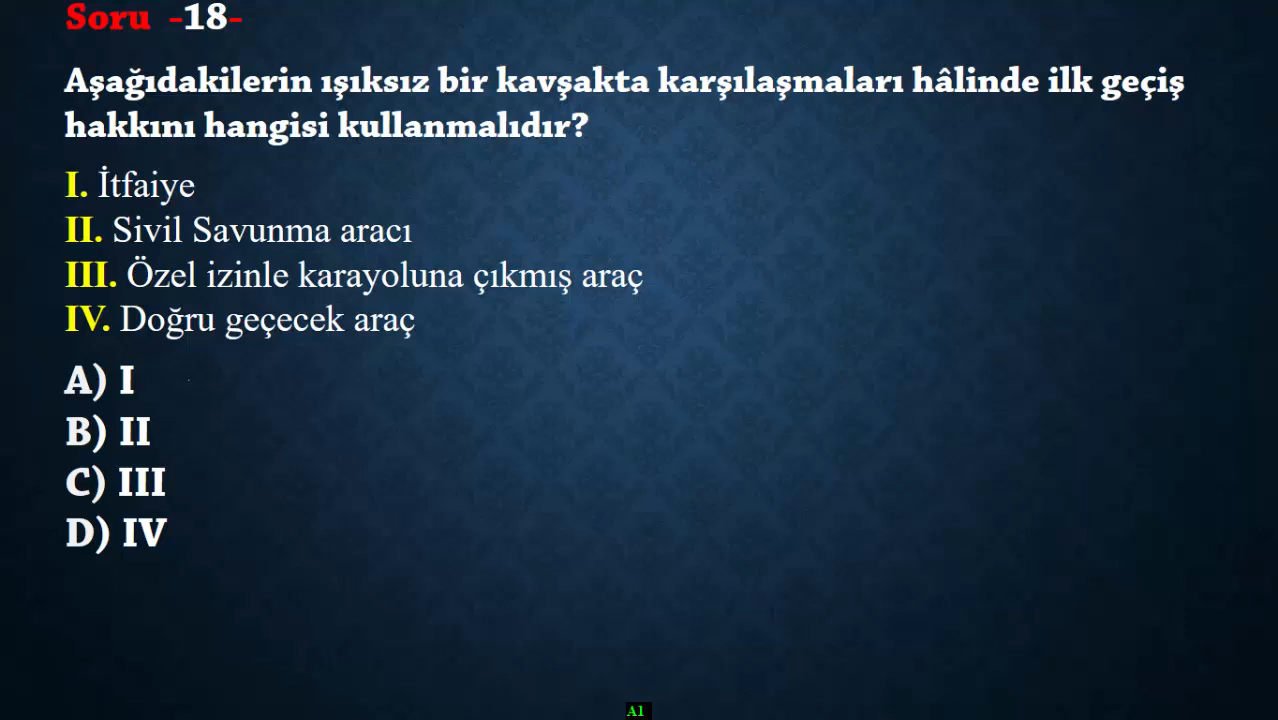 Soru -18-
Aşağıdakilerin ışıksız bir kavşakta karşılaşmaları hâlinde ilk geçiş
hakkını hangisi kullanmalıdır?
I. İtfaiye
II. Sivil Savunma aracı
III. Özel izinle karayoluna çıkmış araç
IV. Doğru geçecek araç
A) I
B) II
C) III
D) IV
A1